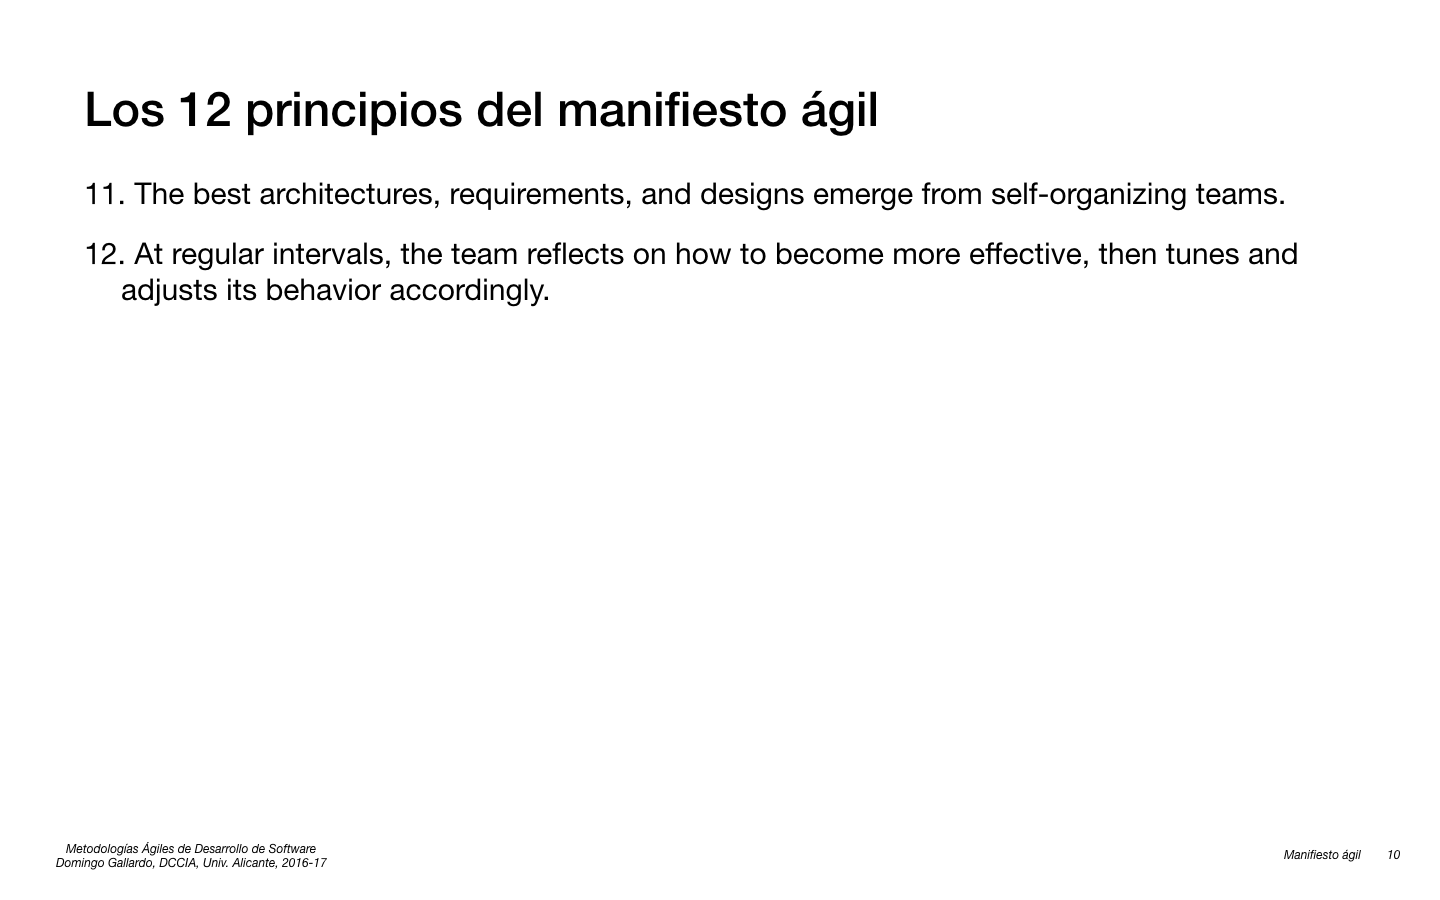 Los 12 principios del manifiesto ágil
11. The best architectures, requirements, and designs emerge from self-organizing teams.
12. At regular intervals, the team reflects on how to become more effective, then tunes and
adjusts its behavior accordingly.
Metodologías Ágiles de Desarrollo de Software
Domingo Gallardo, DCCIA, Univ. Alicante, 2016-17
Manifiesto ágil 10